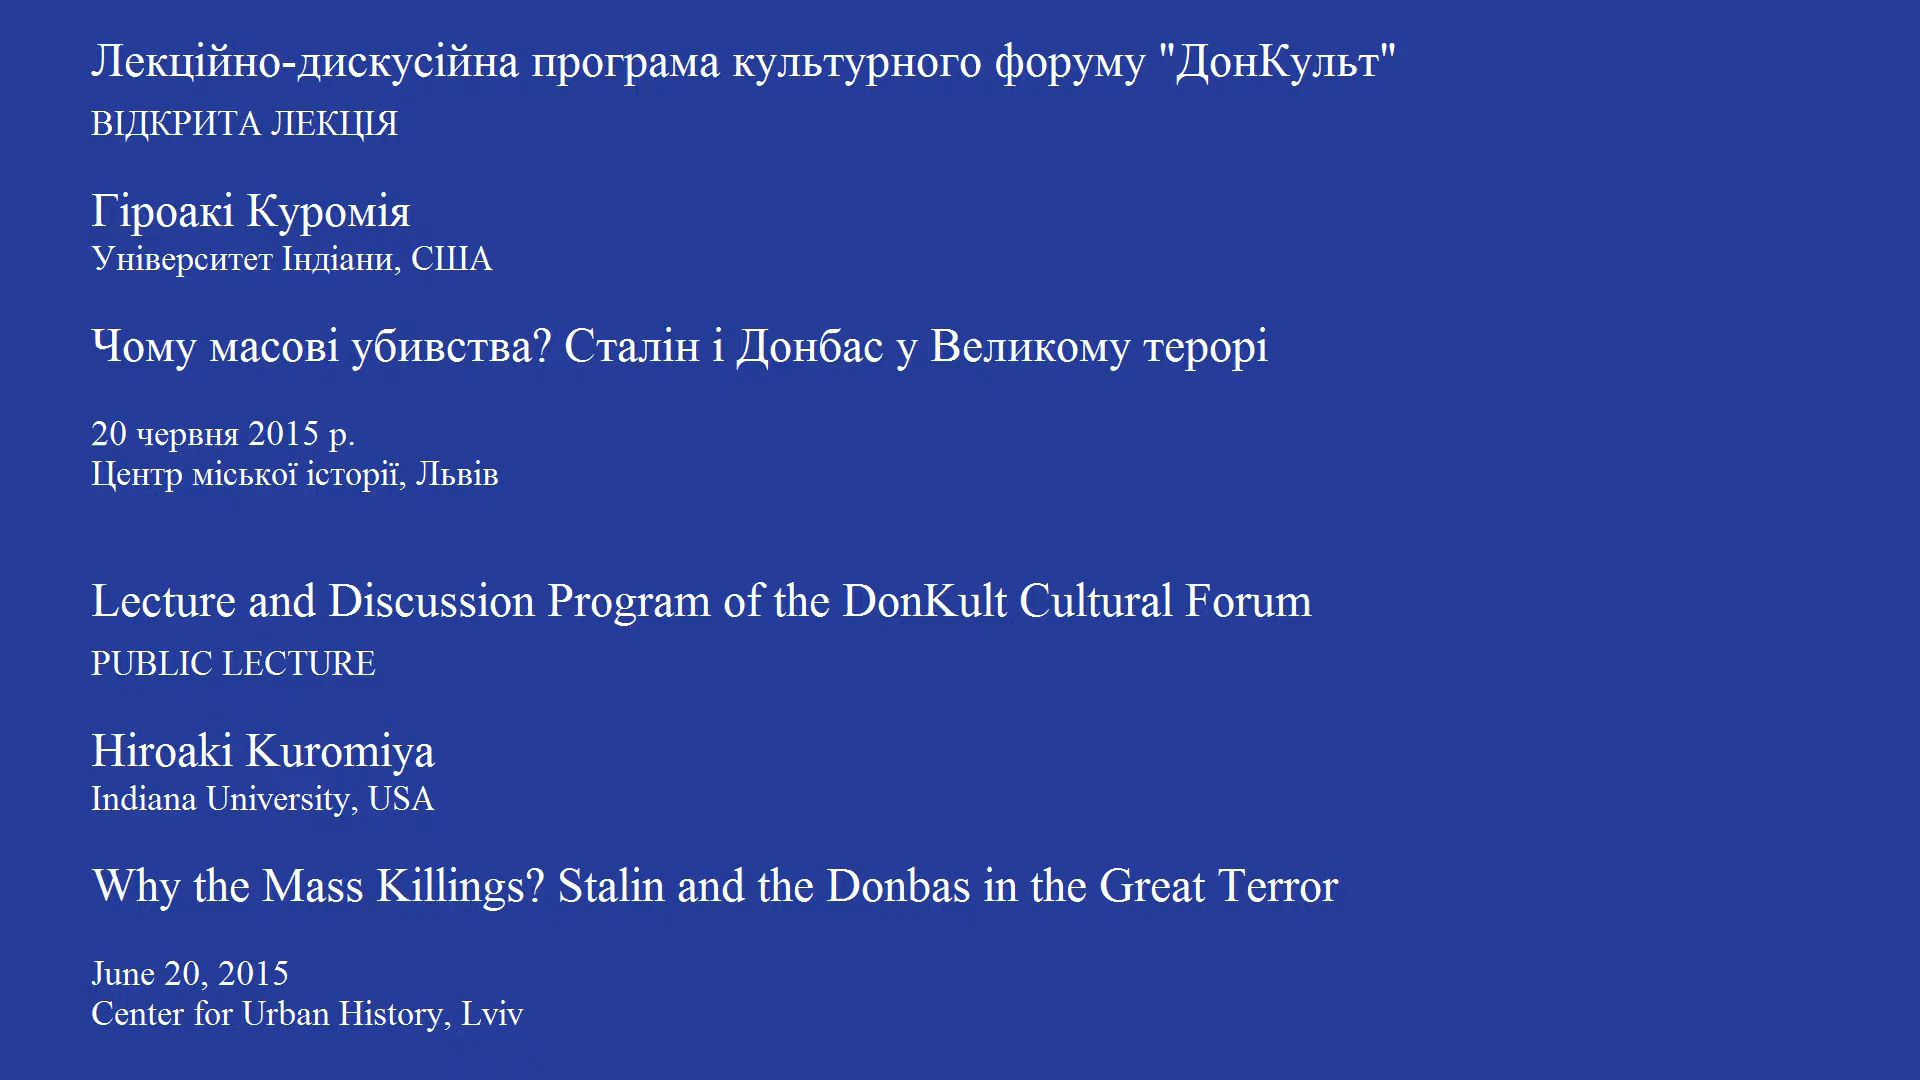 Лекційно-дискусійна програма культурного форуму "ДонКульт"
ВІДКРИТА ЛЕКЦІЯ
Гіроакі Куромія
Університет Індіани, США
Чому масові убивства? Сталін і Донбас у Великому терорі
20 червня 2015 р.
Центр міської історії, Львів
Lecture and Discussion Program of the DonKult Cultural Forum
PUBLIC LECTURE
Hiroaki Kuromiya
Indiana University, USA
Why the Mass Killings? Stalin and the Donbas in the Great Terror
June 20, 2015
Center for Urban History, Lviv